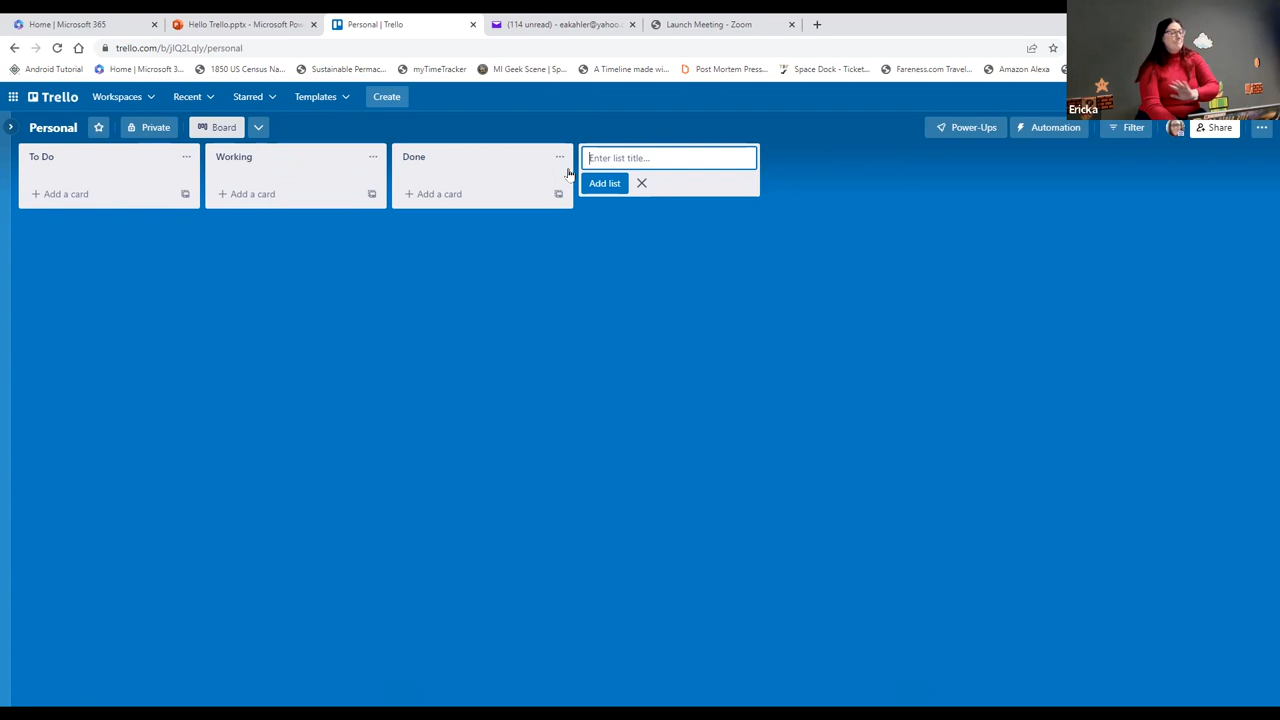 Home | Microsoft 365
Hello Trello.pptx - Microsoft Pow
Personal | Trello
(114 unread) - eakahler@yahoo.c
Launch Meeting - Zoom
trello.com/b/jIQ2Lqly/personal
Android Tutorial
Home | Microsoft 3...
1850 US Census Na...
Sustainable Permac...
myTimeTracker
MI Geek Scene | Sp...
A Timeline made wi...
Post Mortem Press...
Space Dock - Ticket...
Fareness.com Travel...
Amazon Alexa
Trello
Workspaces
Recent
Starred
Templates
Create
Ericka
Personal
Private
Board
Power-Ups
Automation
Filter
Share
To Do
Working
Done
Enter list title...
Add list
+ Add a card
+ Add a card
+ Add a card